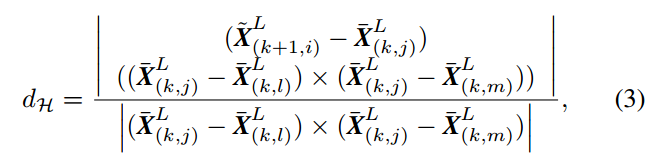 d_ℋ = | (X̃^L_(k+1,i) − X̄^L_(k,j))
((X̄^L_(k,j) − X̄^L_(k,l)) × (X̄^L_(k,j) − X̄^L_(k,m))) | / |(X̄^L_(k,j) − X̄^L_(k,l)) × (X̄^L_(k,j) − X̄^L_(k,m))| , (3)